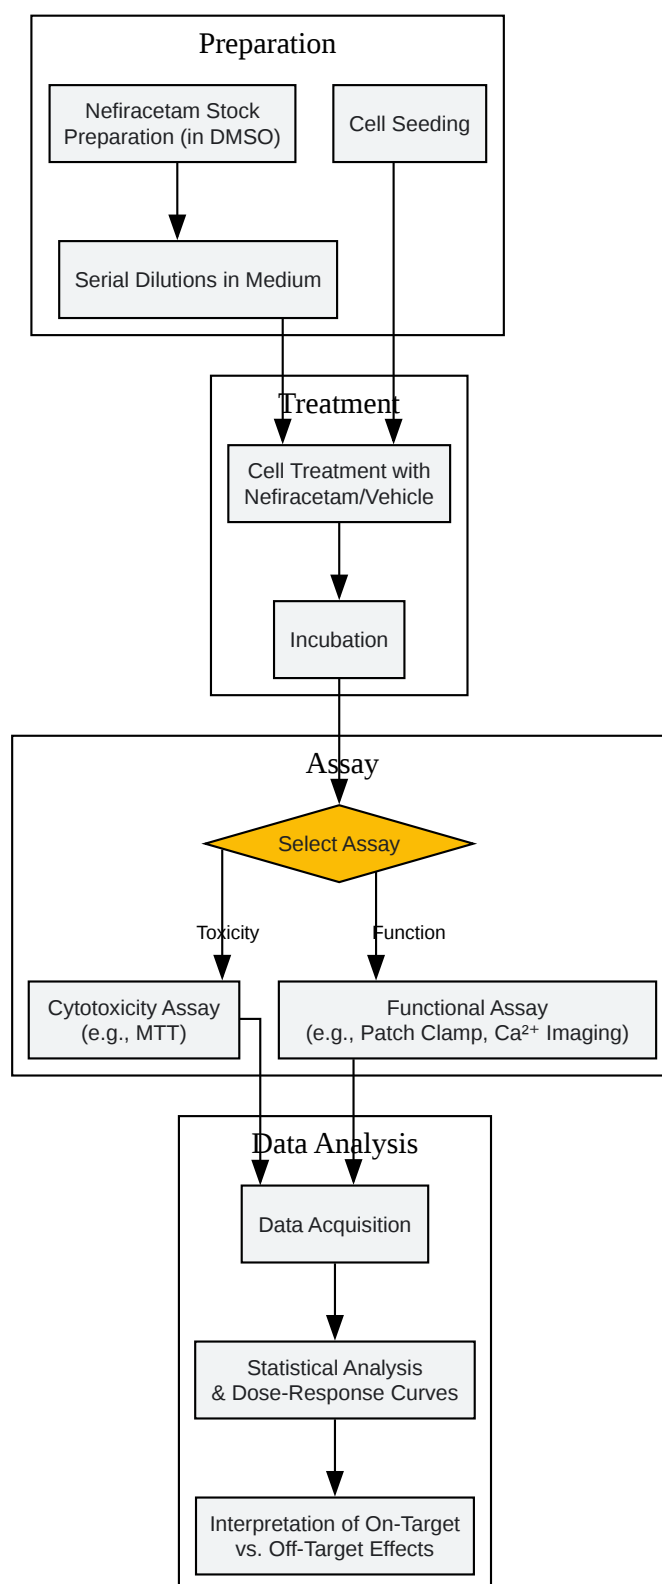 Preparation
Nefiracetam Stock
Preparation (in DMSO)
Cell Seeding
Serial Dilutions in Medium
Treatment
Cell Treatment with
Nefiracetam/Vehicle
Incubation
Assay
Select Assay
Toxicity
Function
Cytotoxicity Assay
(e.g., MTT)
Functional Assay
(e.g., Patch Clamp, Ca²⁺ Imaging)
Data Analysis
Data Acquisition
Statistical Analysis
& Dose-Response Curves
Interpretation of On-Target
vs. Off-Target Effects